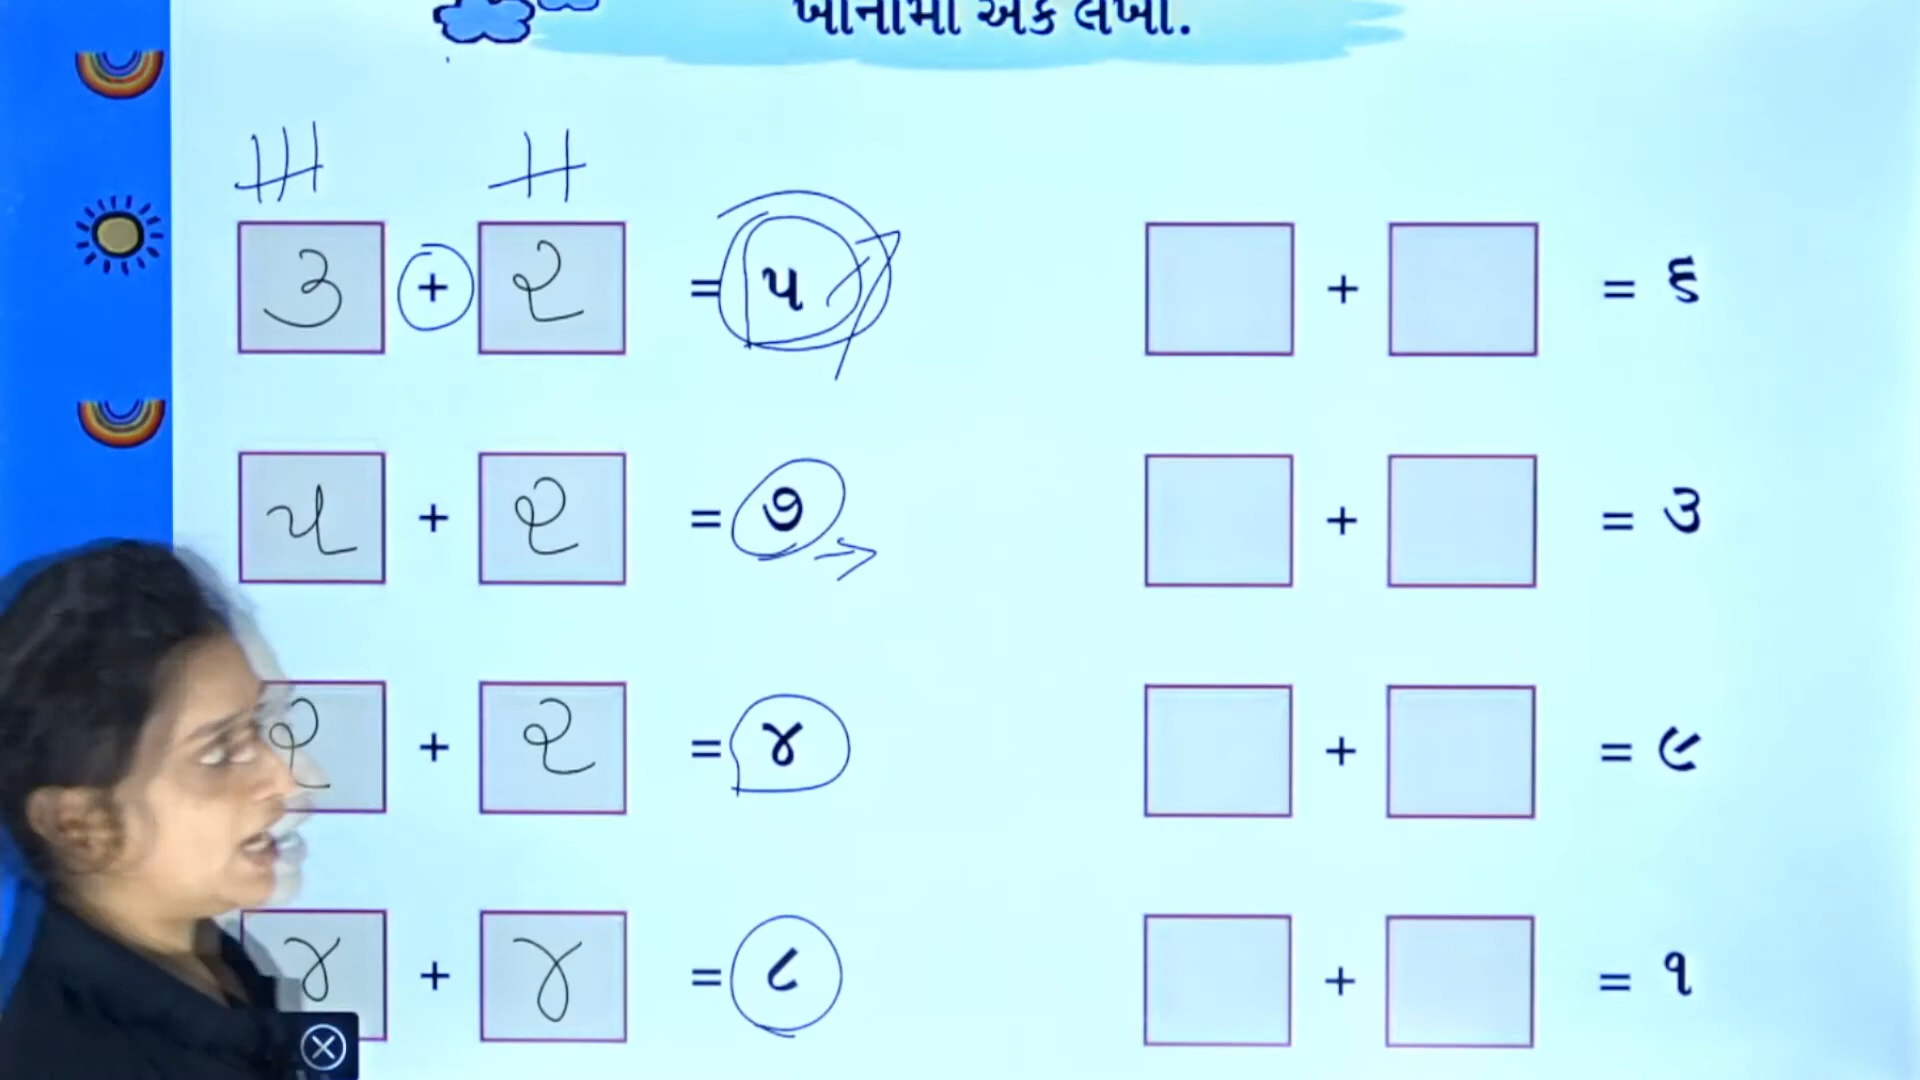 ખાનામાં અંક લખો.
૩ + ૨ = ૫
+ = ૬
૫ + ૨ = ૭
+ = ૩
૨ + ૨ = ૪
+ = ૯
૪ + ૪ = ૮
+ = ૧